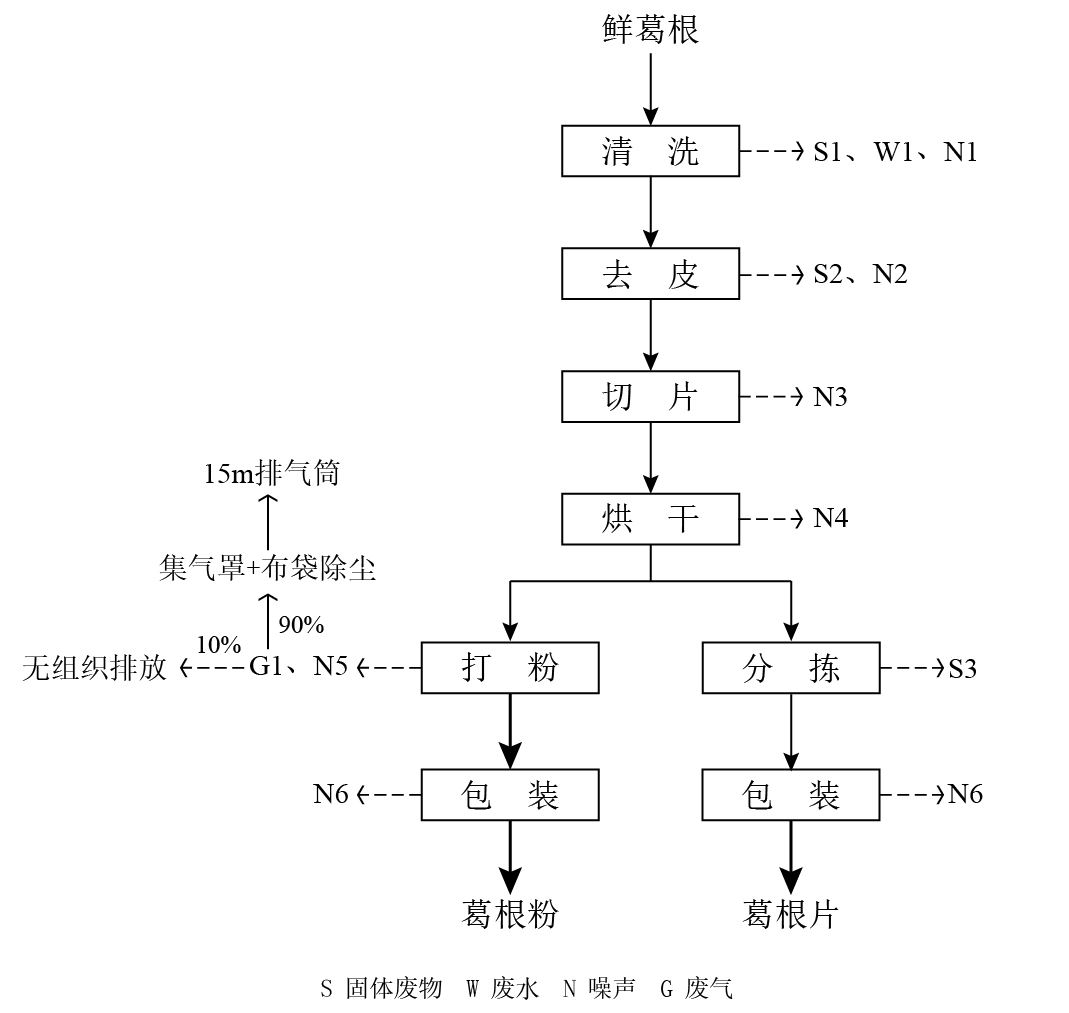 鲜葛根
清 洗
S1、W1、N1
去 皮
S2、N2
切 片
N3
15m排气筒
烘 干
N4
集气罩+布袋除尘
90%
10%
无组织排放
G1、N5
打 粉
分 拣
S3
N6
包 装
包 装
N6
葛根粉
葛根片
S 固体废物 W 废水 N 噪声 G 废气